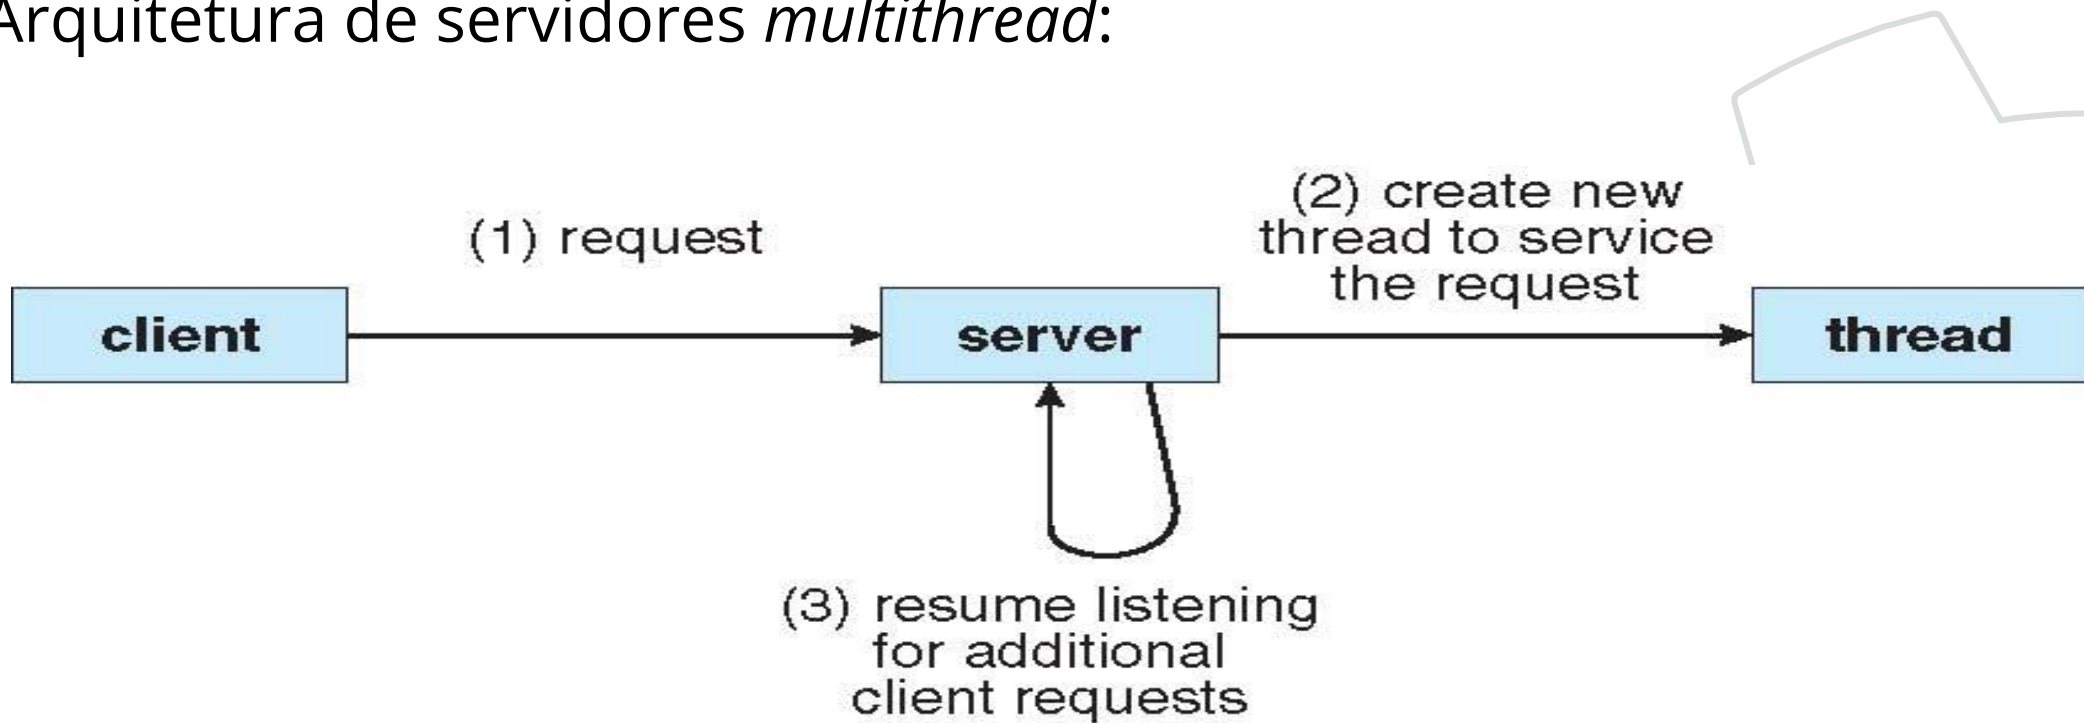 Arquitetura de servidores multithread:
(1) request
(2) create new
thread to service
the request
client
server
thread
(3) resume listening
for additional
client requests